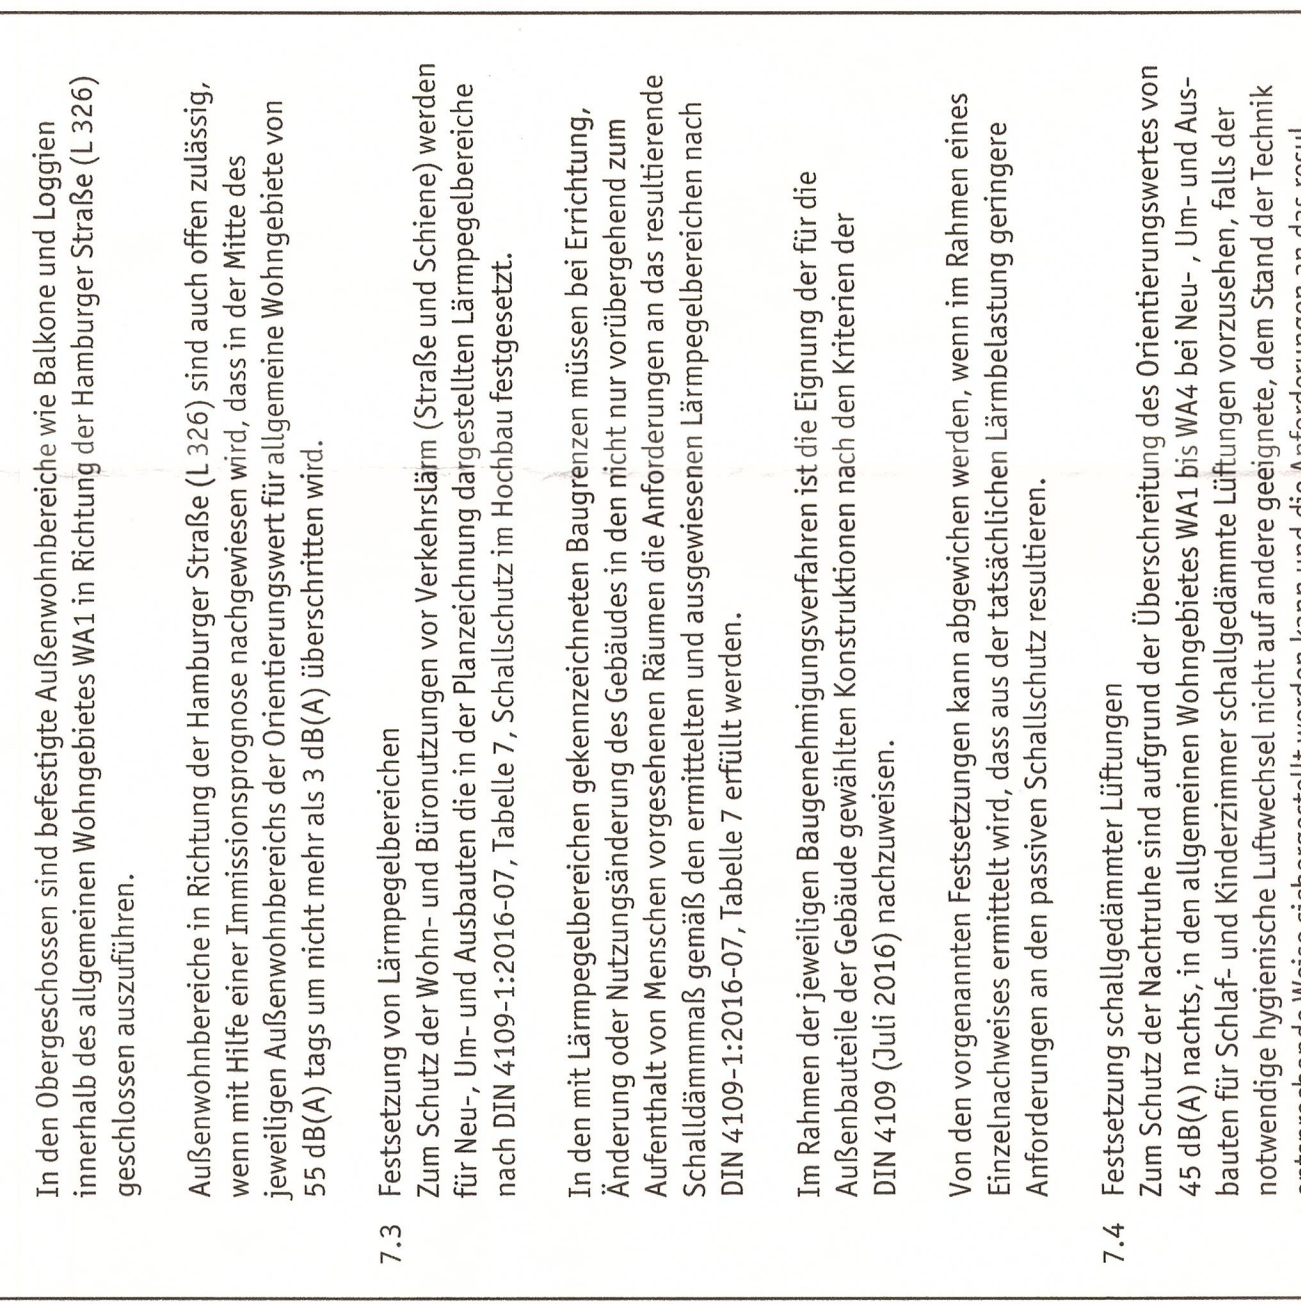 In den Obergeschossen sind befestigte Außenwohnbereiche wie Balkone und Loggien
innerhalb des allgemeinen Wohngebietes WA1 in Richtung der Hamburger Straße (L 326)
geschlossen auszuführen.
Außenwohnbereiche in Richtung der Hamburger Straße (L 326) sind auch offen zulässig,
wenn mit Hilfe einer Immissionsprognose nachgewiesen wird, dass in der Mitte des
jeweiligen Außenwohnbereichs der Orientierungswert für allgemeine Wohngebiete von
55 dB(A) tags um nicht mehr als 3 dB(A) überschritten wird.
7.3 Festsetzung von Lärmpegelbereichen
Zum Schutz der Wohn- und Büronutzungen vor Verkehrslärm (Straße und Schiene) werden
für Neu-, Um- und Ausbauten die in der Planzeichnung dargestellten Lärmpegelbereiche
nach DIN 4109-1:2016-07, Tabelle 7, Schallschutz im Hochbau festgesetzt.
In den mit Lärmpegelbereichen gekennzeichneten Baugrenzen müssen bei Errichtung,
Änderung oder Nutzungsänderung des Gebäudes in den nicht nur vorübergehend zum
Aufenthalt von Menschen vorgesehenen Räumen die Anforderungen an das resultierende
Schalldämmmaß gemäß den ermittelten und ausgewiesenen Lärmpegelbereichen nach
DIN 4109-1:2016-07, Tabelle 7 erfüllt werden.
Im Rahmen der jeweiligen Baugenehmigungsverfahren ist die Eignung der für die
Außenbauteile der Gebäude gewählten Konstruktionen nach den Kriterien der
DIN 4109 (Juli 2016) nachzuweisen.
Von den vorgenannten Festsetzungen kann abgewichen werden, wenn im Rahmen eines
Einzelnachweises ermittelt wird, dass aus der tatsächlichen Lärmbelastung geringere
Anforderungen an den passiven Schallschutz resultieren.
7.4 Festsetzung schallgedämmter Lüftungen
Zum Schutz der Nachtruhe sind aufgrund der Überschreitung des Orientierungswertes von
45 dB(A) nachts, in den allgemeinen Wohngebietes WA1 bis WA4 bei Neu- , Um- und Aus-
bauten für Schlaf- und Kinderzimmer schallgedämmte Lüftungen vorzusehen, falls der
notwendige hygienische Luftwechsel nicht auf andere geeignete, dem Stand der Technik